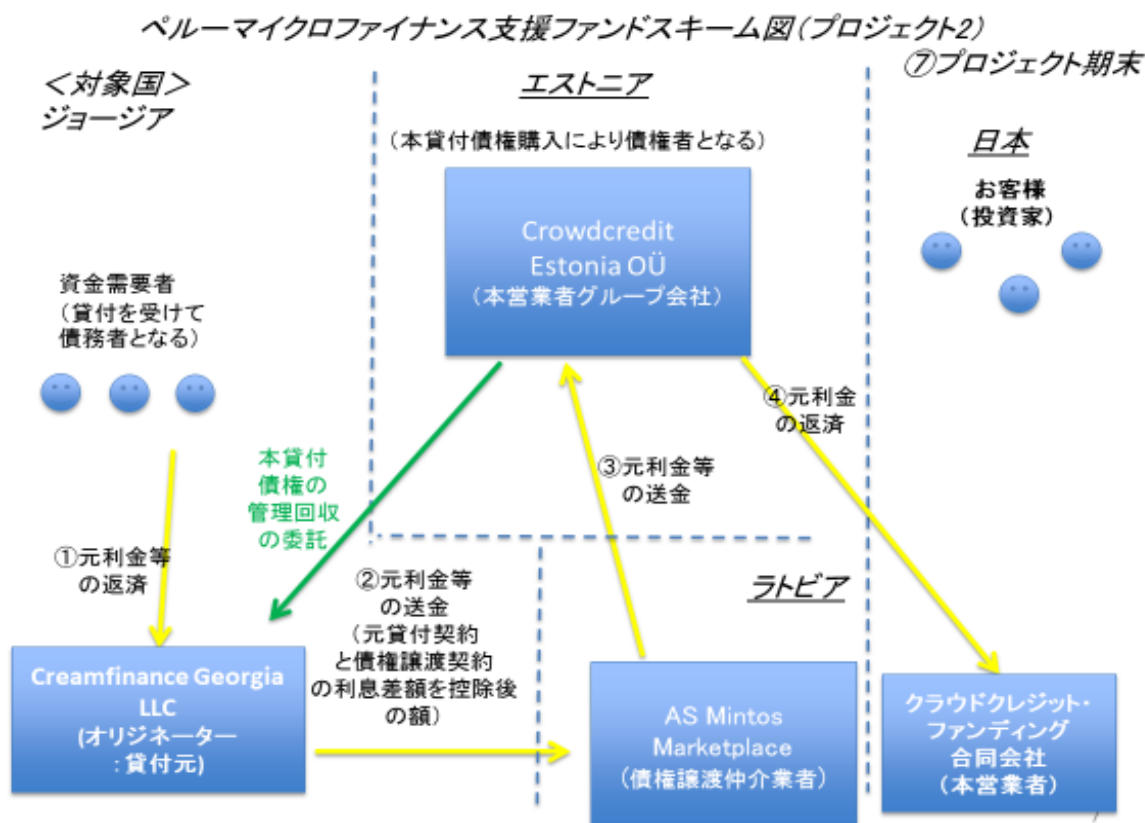 ペルーマイクロファイナンス支援ファンドスキーム図(プロジェクト2)
⑦プロジェクト期末
<対象国>
ジョージア
エストニア
(本貸付債権購入により債権者となる)
日本
お客様
(投資家)
Crowdcredit
Estonia OÜ
(本営業者グループ会社)
資金需要者
(貸付を受けて
債務者となる)
④元利金
の返済
本貸付
債権の
管理回収
の委託
③元利金等
の送金
①元利金等
の返済
②元利金等
の送金
(元貸付契約
と債権譲渡契約
の利息差額を控除後
の額)
ラトビア
Creamfinance Georgia
LLC
(オリジネーター
:貸付元)
AS Mintos
Marketplace
(債権譲渡仲介業者)
クラウドクレジット・
ファンディング
合同会社
(本営業者)